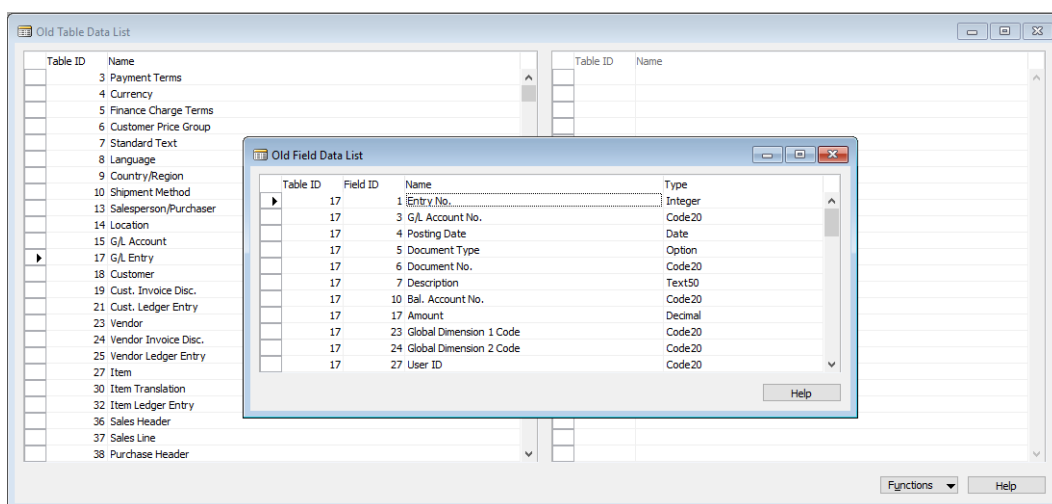 Old Table Data List
Table ID Name
3 Payment Terms
4 Currency
5 Finance Charge Terms
6 Customer Price Group
7 Standard Text
8 Language
9 Country/Region
10 Shipment Method
13 Salesperson/Purchaser
14 Location
15 G/L Account
17 G/L Entry
18 Customer
19 Cust. Invoice Disc.
21 Cust. Ledger Entry
23 Vendor
24 Vendor Invoice Disc.
25 Vendor Ledger Entry
27 Item
30 Item Translation
32 Item Ledger Entry
36 Sales Header
37 Sales Line
38 Purchase Header
Table ID Name
Old Field Data List
Table ID Field ID Name Type
17 1 Entry No. Integer
17 3 G/L Account No. Code20
17 4 Posting Date Date
17 5 Document Type Option
17 6 Document No. Code20
17 7 Description Text50
17 10 Bal. Account No. Code20
17 17 Amount Decimal
17 23 Global Dimension 1 Code Code20
17 24 Global Dimension 2 Code Code20
17 27 User ID Code20
Help
Functions Help